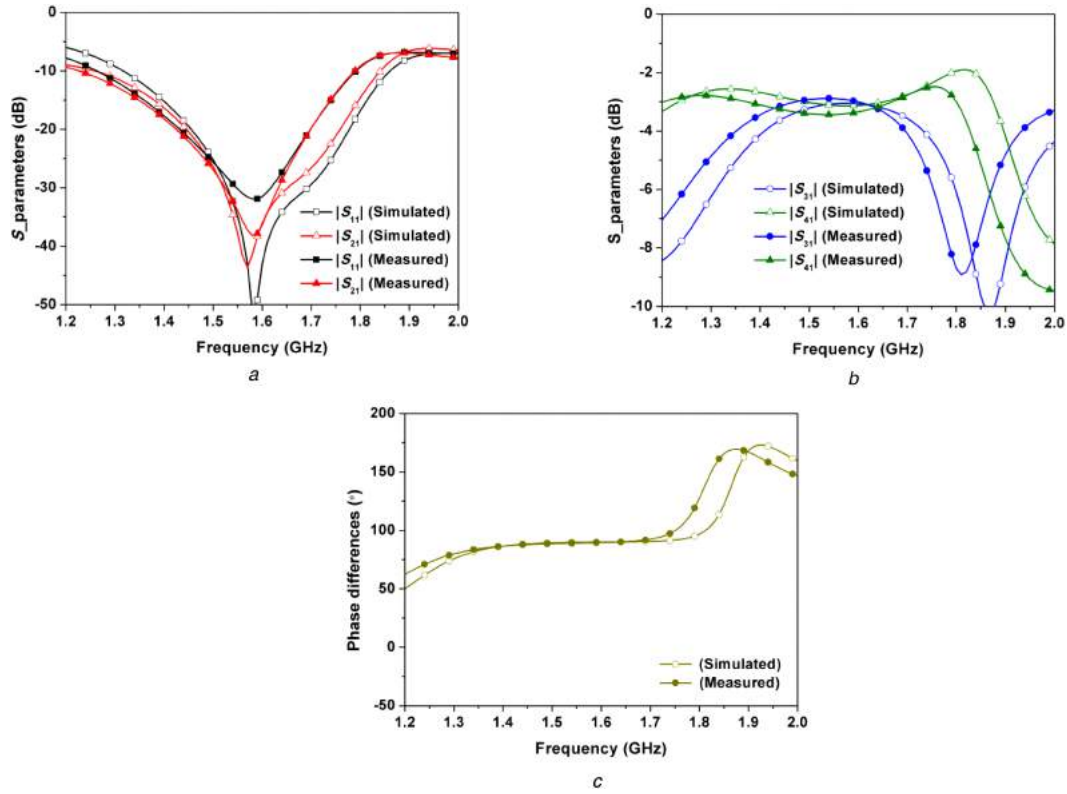 0
-10
-20
-30
-40
-50
S_parameters (dB)
|S11| (Simulated)
|S21| (Simulated)
|S11| (Measured)
|S21| (Measured)
1.2 1.3 1.4 1.5 1.6 1.7 1.8 1.9 2.0
Frequency (GHz)
a
0
-2
-4
-6
-8
-10
S_parameters (dB)
|S31| (Simulated)
|S41| (Simulated)
|S31| (Measured)
|S41| (Measured)
1.2 1.3 1.4 1.5 1.6 1.7 1.8 1.9 2.0
Frequency (GHz)
b
200
150
100
50
0
-50
Phase differences (°)
(Simulated)
(Measured)
1.2 1.3 1.4 1.5 1.6 1.7 1.8 1.9 2.0
Frequency (GHz)
c